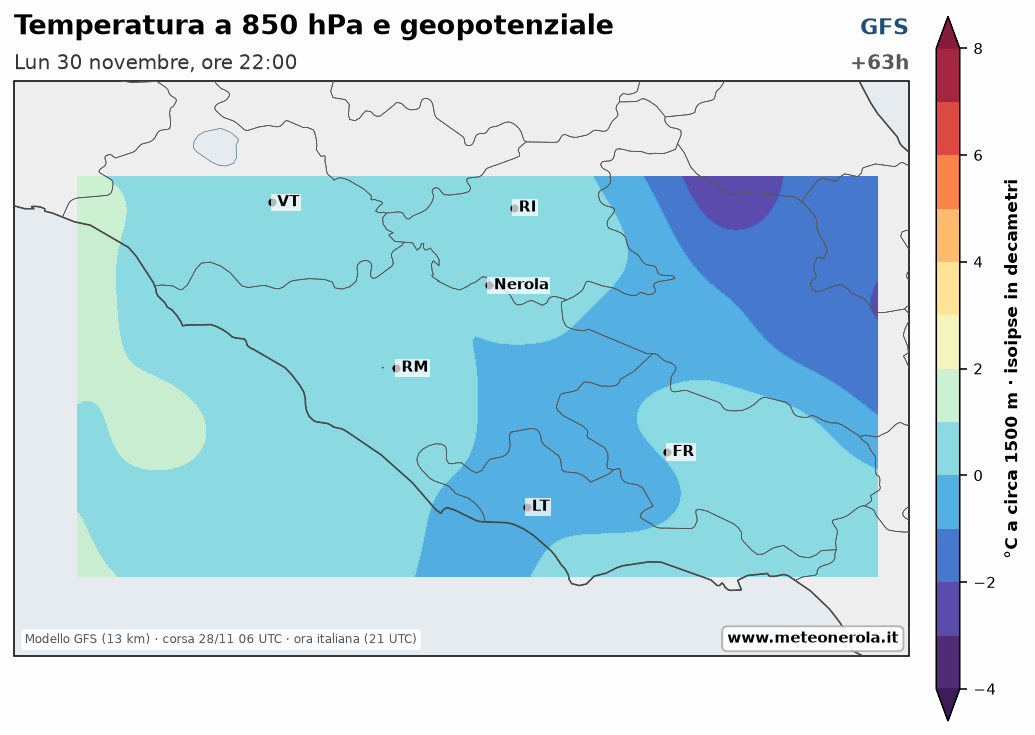 Temperatura a 850 hPa e geopotenziale
GFS
Lun 30 novembre, ore 22:00
+63h
8
6
4
2
0
−2
−4
°C a circa 1500 m · isoipse in decametri
VT
RI
Nerola
RM
FR
LT
Modello GFS (13 km) · corsa 28/11 06 UTC · ora italiana (21 UTC)
www.meteonerola.it